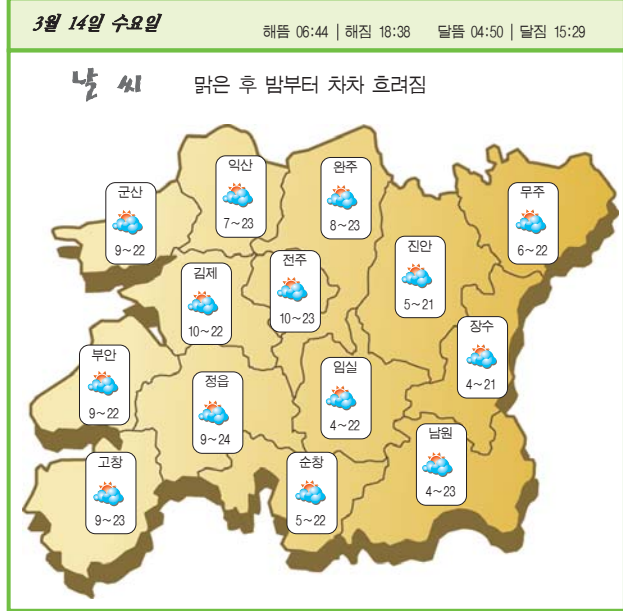 3월 14일 수요일
해뜸 06:44 | 해짐 18:38 달뜸 04:50 | 달짐 15:29
날 씨 맑은 후 밤부터 차차 흐려짐
군산
9~22
익산
7~23
완주
8~23
무주
6~22
김제
10~22
전주
10~23
진안
5~21
장수
4~21
부안
9~22
정읍
9~24
임실
4~22
남원
4~23
고창
9~23
순창
5~22